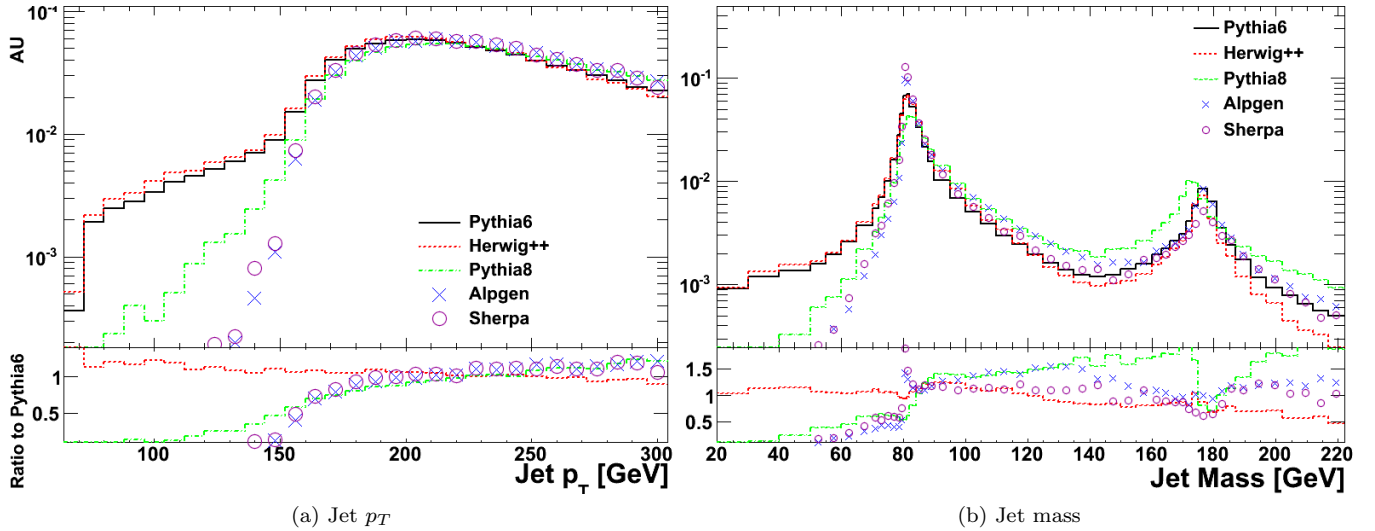 10⁻¹
AU
10⁻²
10⁻³
Pythia6
Herwig++
Pythia8
Alpgen
Sherpa
Ratio to Pythia6
1
0.5
100 150 200 250 300
Jet p_T [GeV]
(a) Jet p_T
Pythia6
Herwig++
Pythia8
Alpgen
Sherpa
10⁻¹
10⁻²
10⁻³
1.5
1
0.5
20 40 60 80 100 120 140 160 180 200 220
Jet Mass [GeV]
(b) Jet mass